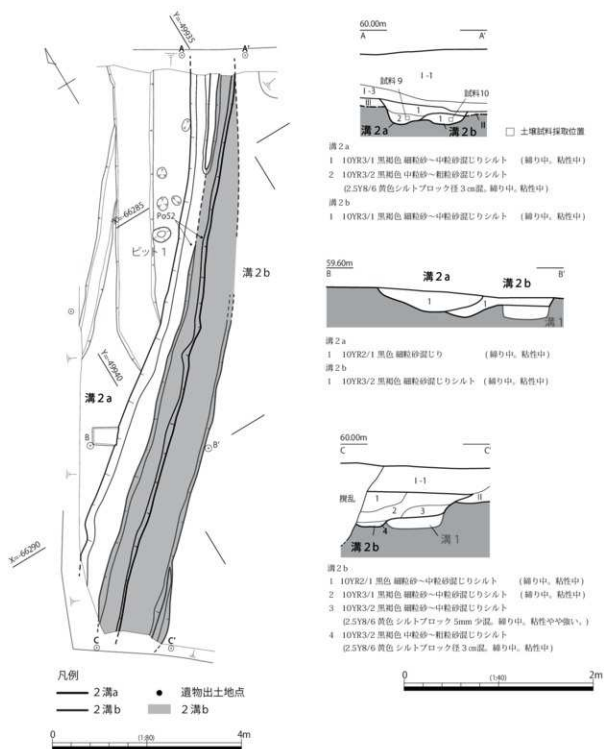 Y=-49935
A
A'
X=-66285
Po52
ピット1
溝2b
Y=-49940
溝2a
B
B'
X=-66290
C
C'
凡例
2溝a
遺物出土地点
2溝b
2溝b
0
(1:80)
4m
60.00m
A
A'
I-1
試料9
試料10
I-3
III
1
2
1
II
溝2a
溝2b
土壌試料採取位置
溝2a
1 10YR3/1 黒褐色 細粒砂～中粒砂混じりシルト (締り中。粘性中)
2 10YR3/2 黒褐色 中粒砂～粗粒砂混じりシルト
(2.5Y8/6 黄色シルトブロック径3㎝混。締り中。粘性中)
溝2b
1 10YR3/1 黒褐色 細粒砂～中粒砂混じりシルト (締り中。粘性中)
59.60m
B
B'
溝2a
溝2b
1
1
溝1
溝2a
1 10YR2/1 黒色 細粒砂混じり (締り中。粘性中)
溝2b
1 10YR3/2 黒褐色 細粒砂混じりシルト (締り中。粘性中)
60.00m
C
C'
I-1
撹乱
1
II
2
3
4
溝2b
溝1
溝2b
1 10YR2/1 黒色 細粒砂～中粒砂混じりシルト (締り中。粘性中)
2 10YR3/1 黒褐色 細粒砂～中粒砂混じりシルト (締り中。粘性中)
3 10YR3/2 黒褐色 細粒砂～中粒砂混じりシルト
(2.5Y8/6 黄色 シルトブロック 5mm 少混。締り中。粘性やや強い。)
4 10YR3/2 黒褐色 中粒砂～粗粒砂混じりシルト
(2.5Y8/6 黄色 シルトブロック径3㎝混。締り中。粘性中)
0
(1:40)
2m